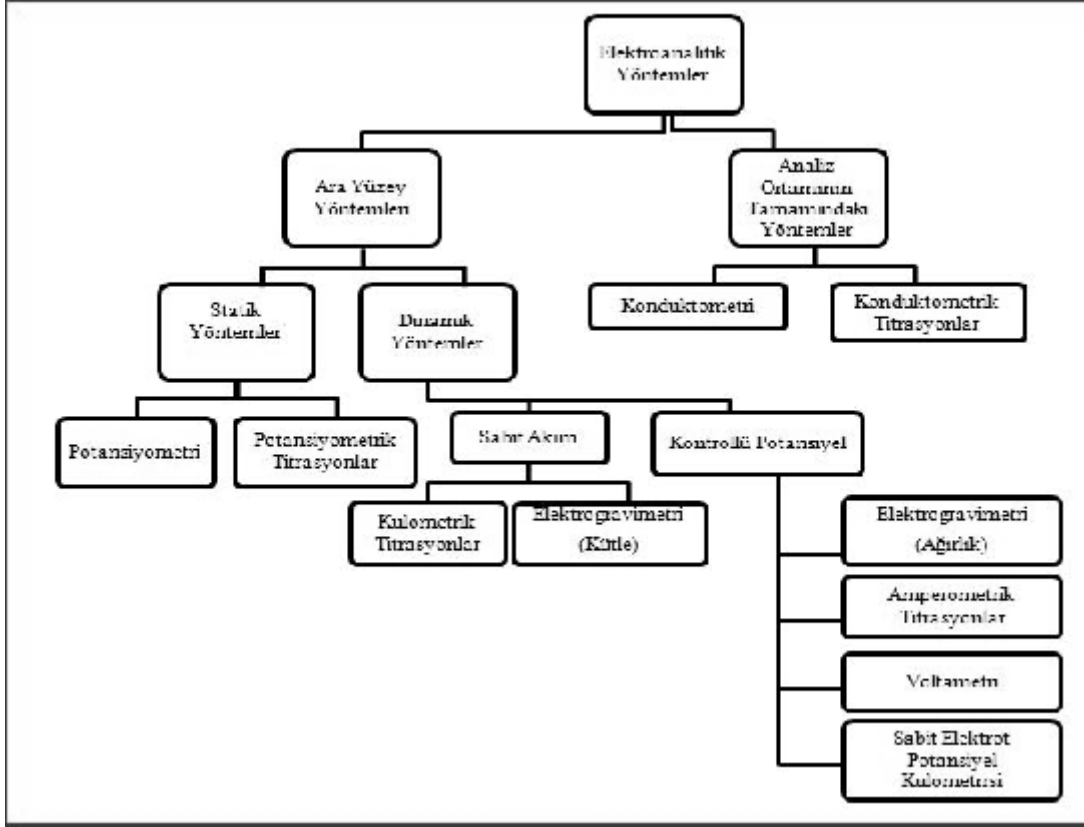 Elektroanalitik
Yöntemler
Ara Yüzey
Yöntemleri
Analiz
Ortamının
Tamamındaki
Yöntemler
Statik
Yöntemler
Dinamik
Yöntemler
Konduktometri
Konduktometrik
Titrasyonlar
Potansiyometri
Potansiyometrik
Titrasyonlar
Sabit Akım
Kontrollü Potansiyel
Kulometrik
Titrasyonlar
Elektrogravimetri
(Kütle)
Elektrogravimetri
(Ağırlık)
Amperometrik
Titrasyonlar
Voltametri
Sabit Elektrot
Potansiyel
Kulometrisi